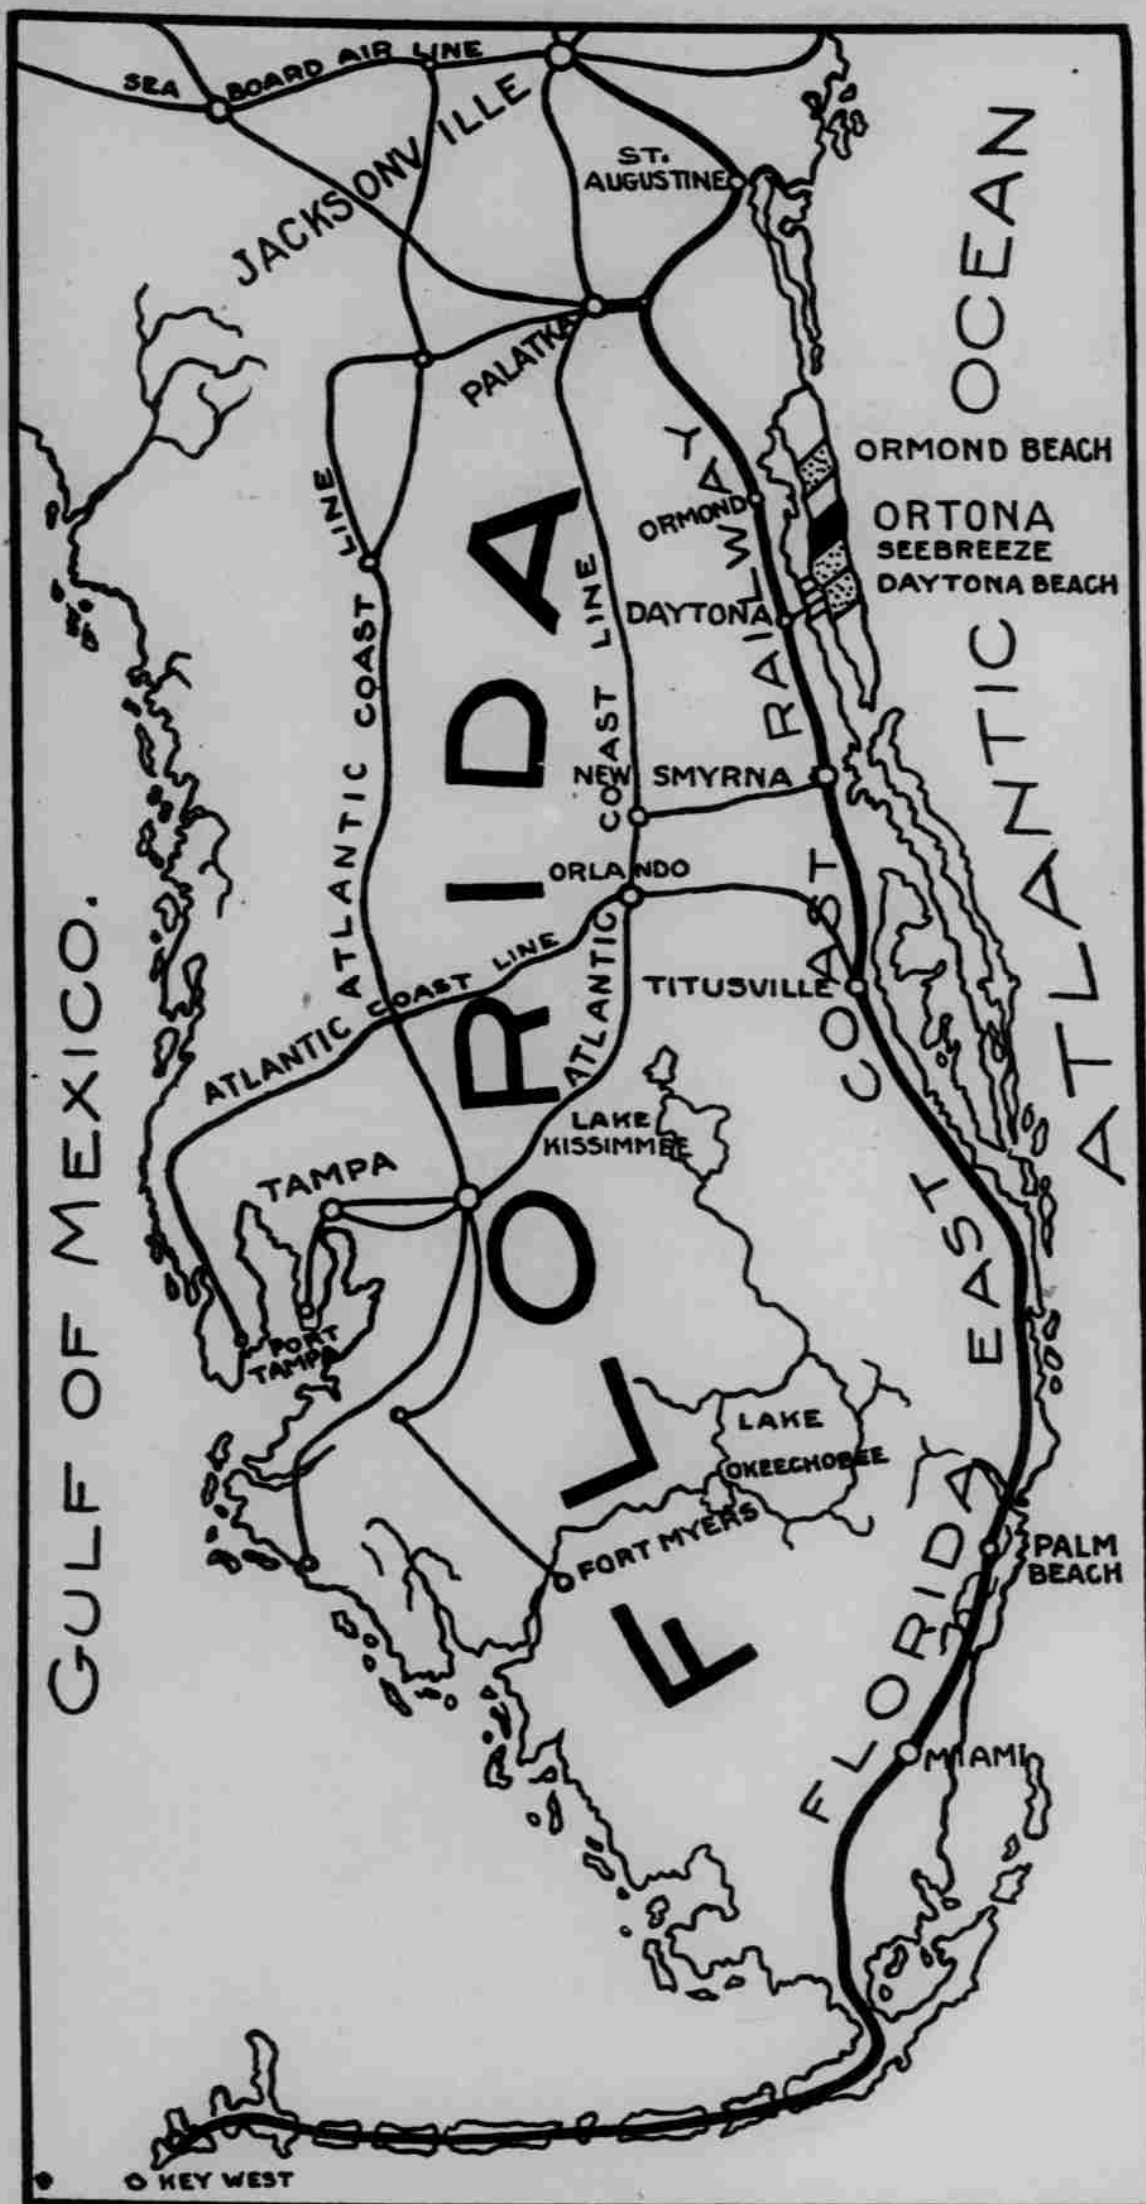 SEA BOARD AIR LINE
JACKSONVILLE
ST.
AUGUSTINE
PALATKA
ATLANTIC OCEAN
ORMOND BEACH
ORTONA
SEEBREEZE
DAYTONA BEACH
ORMOND
DAYTONA
NEW SMYRNA
ORLANDO
TITUSVILLE
ATLANTIC COAST LINE
ATLANTIC COAST LINE
ATLANTIC COAST LINE
FLORIDA
FLORIDA EAST COAST RAILWAY
GULF OF MEXICO.
LAKE
KISSIMMEE
TAMPA
PORT
TAMPA
LAKE
OKEECHOBEE
FORT MYERS
PALM
BEACH
MIAMI
KEY WEST